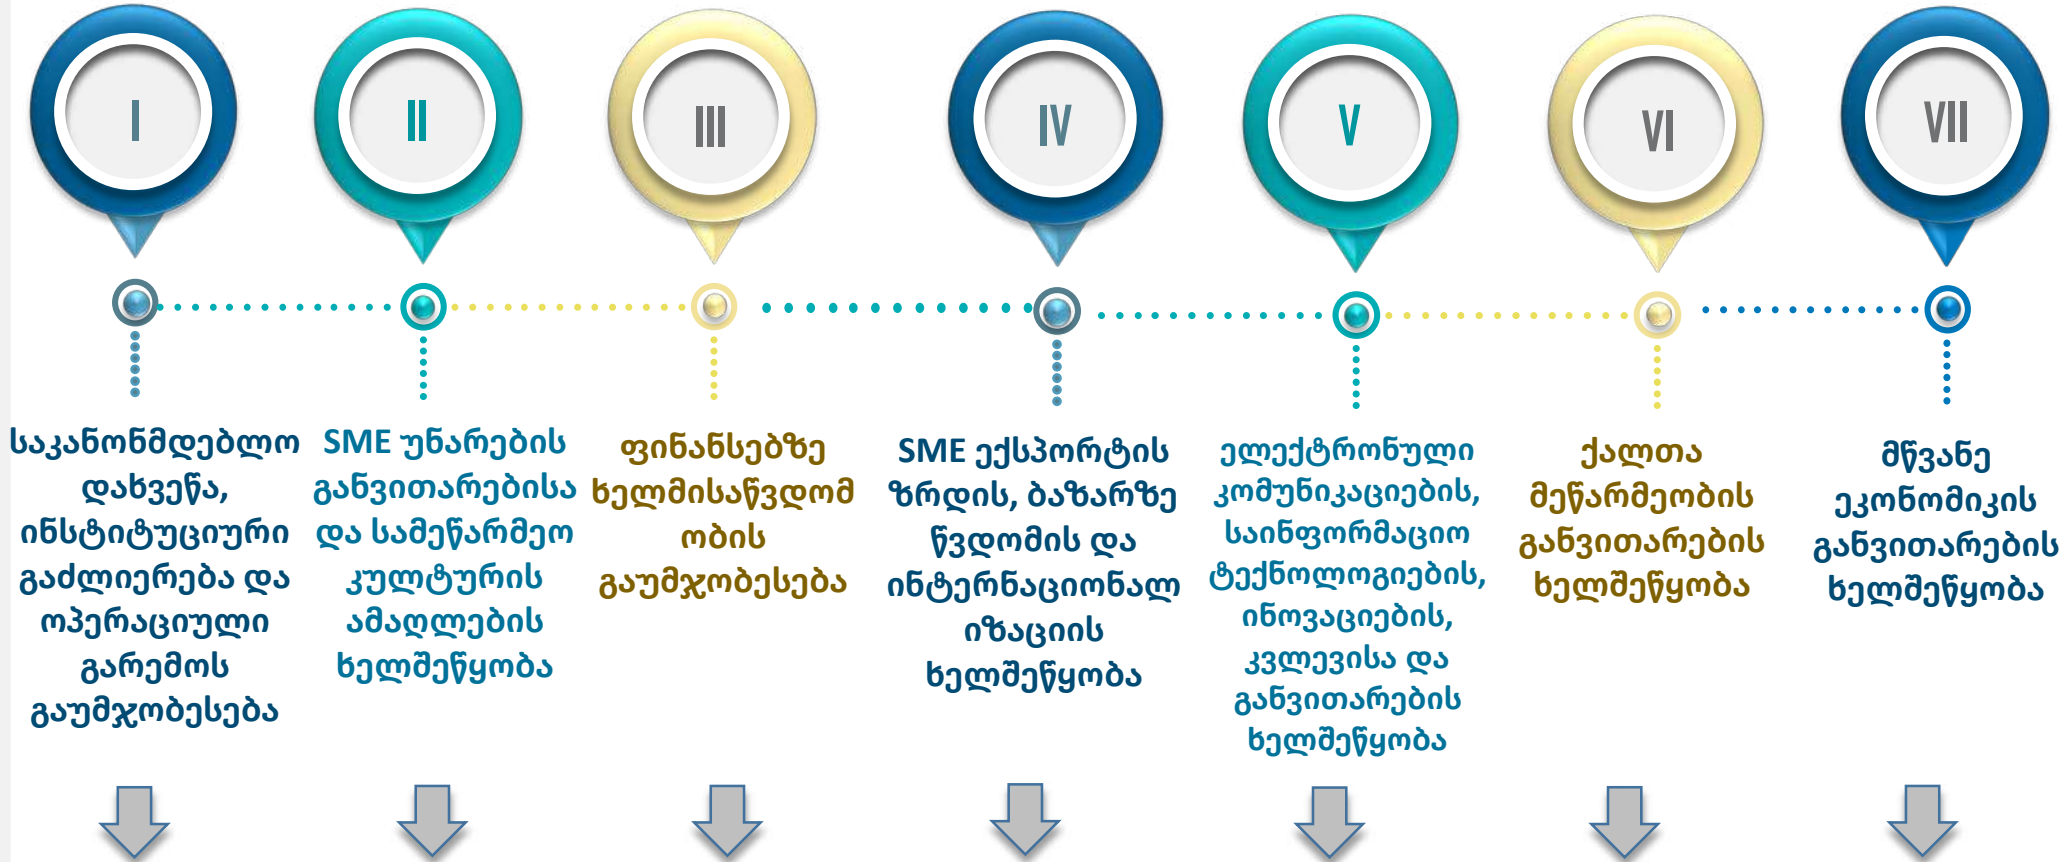 I
II
III
IV
V
VI
VII
საკანონმდებლო
დახვეწა,
ინსტიტუციური
გაძლიერება და
ოპერაციული
გარემოს
გაუმჯობესება
SME უნარების
განვითარებისა
და სამეწარმეო
კულტურის
ამაღლების
ხელშეწყობა
ფინანსებზე
ხელმისაწვდომ
ობის
გაუმჯობესება
SME ექსპორტის
ზრდის, ბაზარზე
წვდომის და
ინტერნაციონალ
იზაციის
ხელშეწყობა
ელექტრონული
კომუნიკაციების,
საინფორმაციო
ტექნოლოგიების,
ინოვაციების,
კვლევისა და
განვითარების
ხელშეწყობა
ქალთა
მეწარმეობის
განვითარების
ხელშეწყობა
მწვანე
ეკონომიკის
განვითარების
ხელშეწყობა